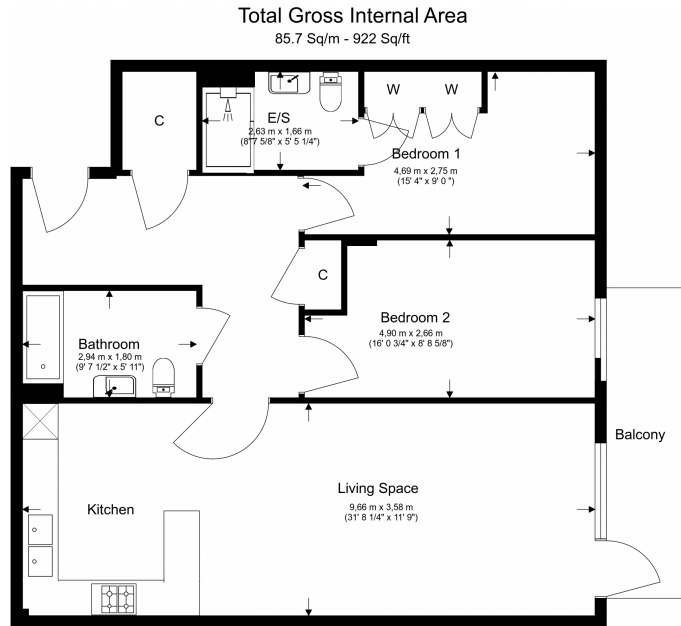 Total Gross Internal Area
85.7 Sq/m - 922 Sq/ft
W
W
C
E/S
2,63 m x 1,66 m
(8' 7 5/8" x 5' 5 1/4")
Bedroom 1
4,69 m x 2,75 m
(15' 4" x 9' 0 ")
C
Bedroom 2
4,90 m x 2,66 m
(16' 0 3/4" x 8' 8 5/8")
Bathroom
2,94 m x 1,80 m
(9' 7 1/2" x 5' 11")
Balcony
Living Space
9,66 m x 3,58 m
(31' 8 1/4" x 11' 9")
Kitchen